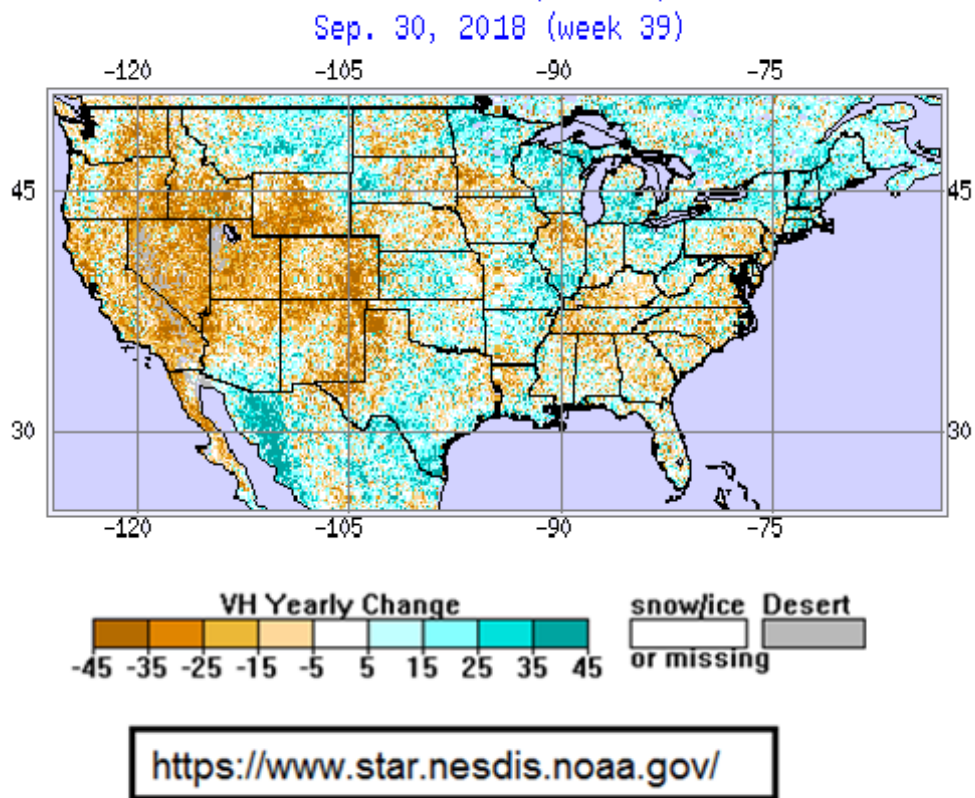 Sep. 30, 2018 (week 39)
-120 -105 -90 -75
45 45
30 30
-120 -105 -90 -75
VH Yearly Change snow/ice Desert
-45 -35 -25 -15 -5 5 15 25 35 45 or missing
https://www.star.nesdis.noaa.gov/